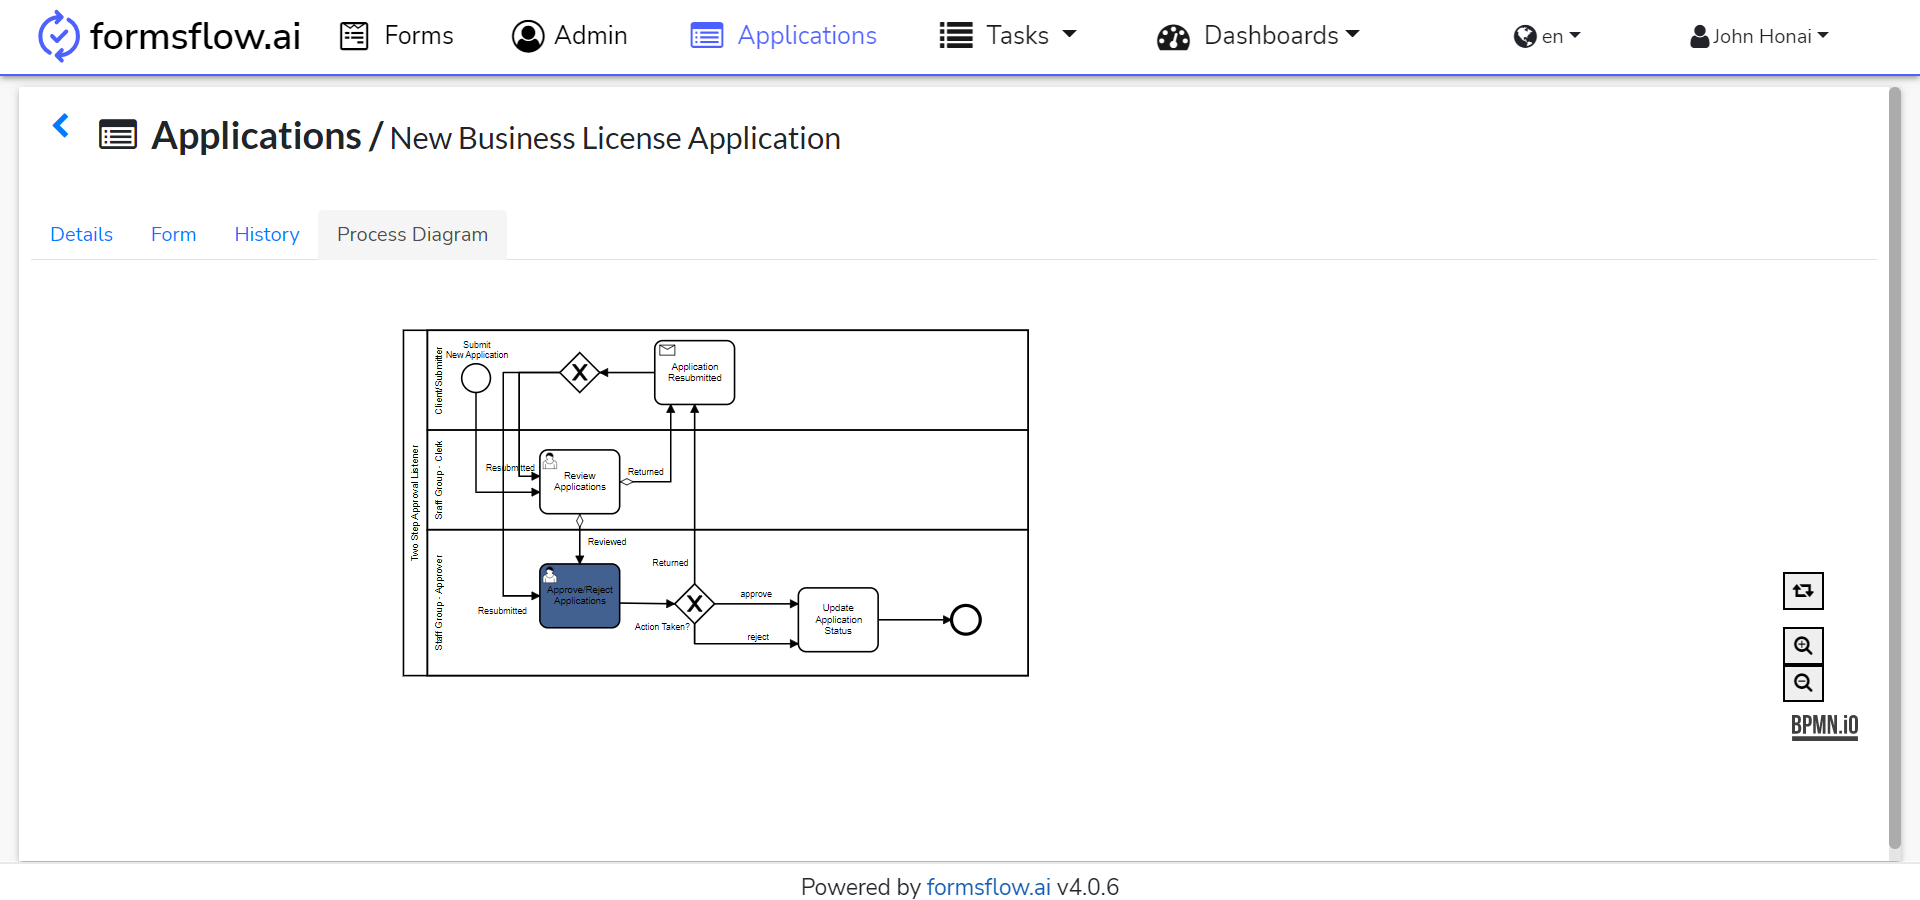 formsflow.ai Forms Admin Applications Tasks Dashboards en John Honai
Applications / New Business License Application
Details Form History Process Diagram
Two Step Approval Listener
Client/Submitter
Submit
New Application
X
Application
Resubmitted
Sraff Group - Clerk
Resubmitted
Review
Applications
Returned
Reviewed
Staff Group - Approver
Returned
Approve/Reject
Applications
Resubmitted
X
Action Taken?
approve
reject
Update
Application
Status
BPMN.iO
Powered by formsflow.ai v4.0.6